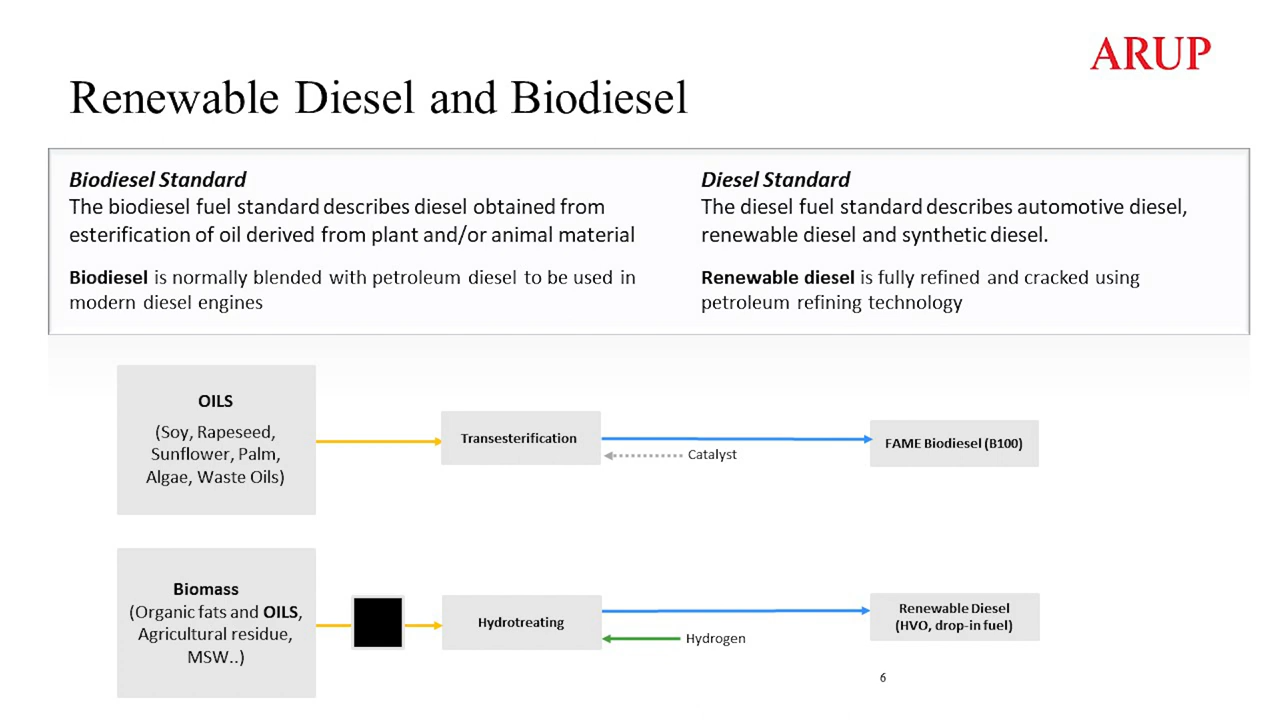 ARUP
Renewable Diesel and Biodiesel
Biodiesel Standard
The biodiesel fuel standard describes diesel obtained from
esterification of oil derived from plant and/or animal material
Biodiesel is normally blended with petroleum diesel to be used in
modern diesel engines
Diesel Standard
The diesel fuel standard describes automotive diesel,
renewable diesel and synthetic diesel.
Renewable diesel is fully refined and cracked using
petroleum refining technology
OILS
(Soy, Rapeseed,
Sunflower, Palm,
Algae, Waste Oils)
Transesterification
Catalyst
FAME Biodiesel (B100)
Biomass
(Organic fats and OILS,
Agricultural residue,
MSW..)
Hydrotreating
Hydrogen
Renewable Diesel
(HVO, drop-in fuel)
6